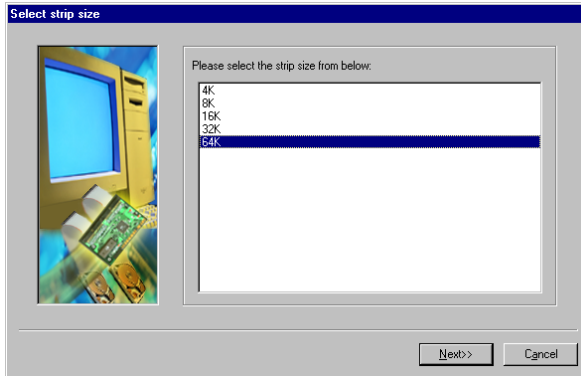 Select strip size
Please select the strip size from below:
4K
8K
16K
32K
64K
Next>>
Cancel